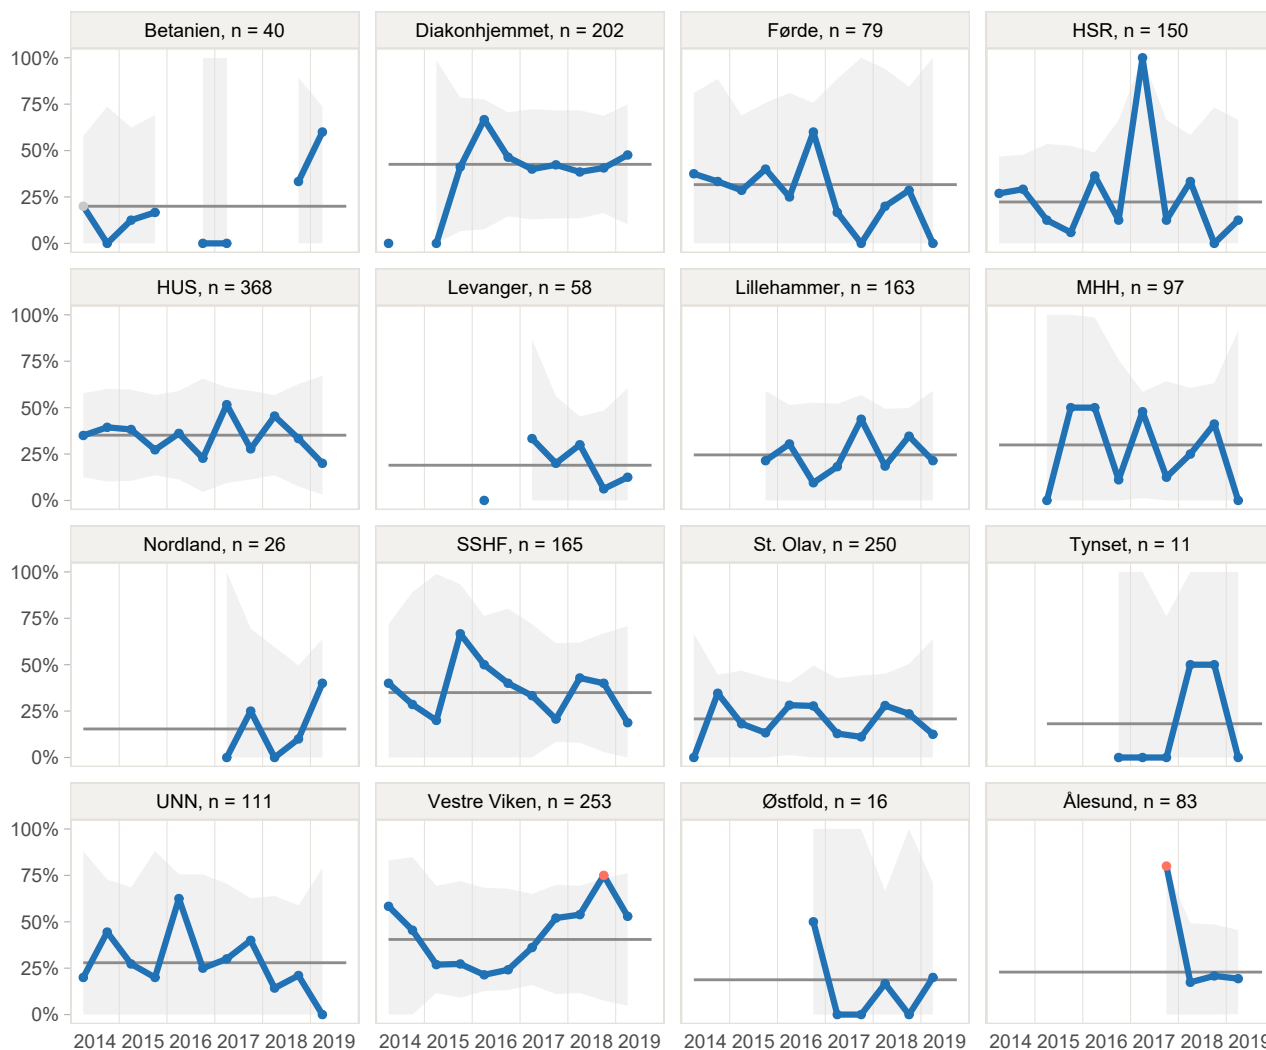 Betanien, n = 40
Diakonhjemmet, n = 202
Førde, n = 79
HSR, n = 150
100%
75%
50%
25%
0%
HUS, n = 368
Levanger, n = 58
Lillehammer, n = 163
MHH, n = 97
100%
75%
50%
25%
0%
Nordland, n = 26
SSHF, n = 165
St. Olav, n = 250
Tynset, n = 11
100%
75%
50%
25%
0%
UNN, n = 111
Vestre Viken, n = 253
Østfold, n = 16
Ålesund, n = 83
100%
75%
50%
25%
0%
2014 2015 2016 2017 2018 2019 2014 2015 2016 2017 2018 2019 2014 2015 2016 2017 2018 2019 2014 2015 2016 2017 2018 2019